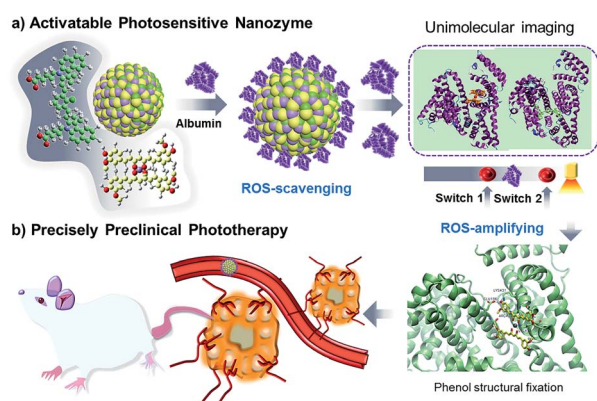 a) Activatable Photosensitive Nanozyme
Unimolecular imaging
Albumin
ROS-scavenging
Switch 1
Switch 2
ROS-amplifying
b) Precisely Preclinical Phototherapy
Phenol structural fixation